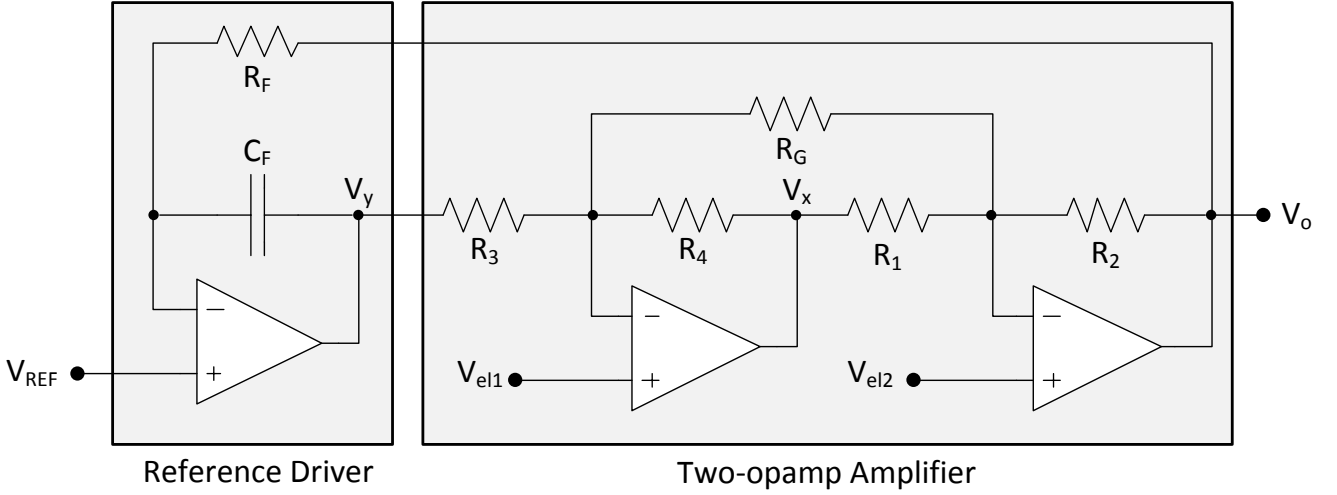 R_F
R_G
C_F
V_y
V_x
V_o
R_3
R_4
R_1
R_2
−
−
−
V_REF
+
V_el1
+
V_el2
+
Reference Driver
Two-opamp Amplifier